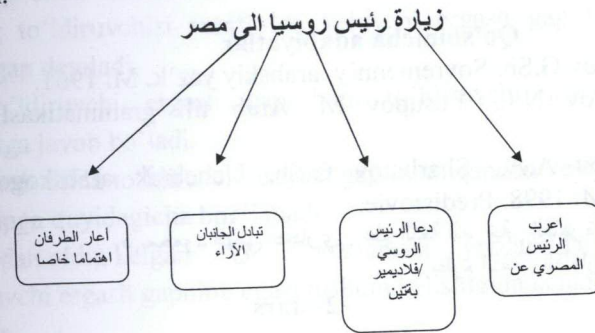 زيارة رئيس روسيا الى مصر
اعرب
الرئيس
المصري عن
دعا الرئيس
الروسي
/فلاديمير
بوتين
تبادل الجانبان
الآراء
أعار الطرفان
اهتماما خاصا